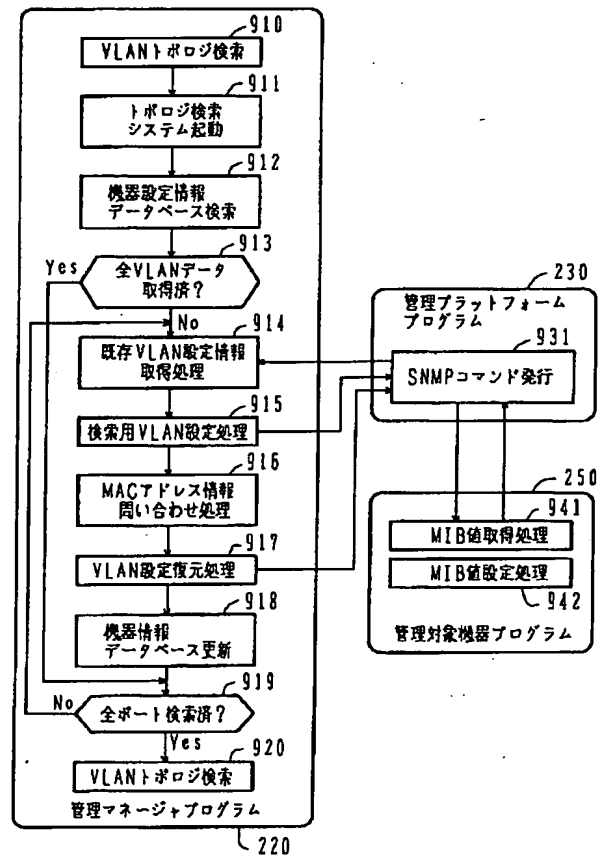 910
VLANトポロジ検索
911
トポロジ検索
システム起動
912
機器設定情報
データベース検索
913
Yes
全VLANデータ
取得済?
No
914
既存VLAN設定情報
取得処理
915
検索用VLAN設定処理
916
MACアドレス情報
問い合わせ処理
917
VLAN設定復元処理
918
機器情報
データベース更新
919
No
全ポート検索済?
Yes
920
VLANトポロジ検索
管理マネージャプログラム
220
230
管理プラットフォーム
プログラム
931
SNMPコマンド発行
250
941
MIB値取得処理
MIB値設定処理
942
管理対象機器プログラム